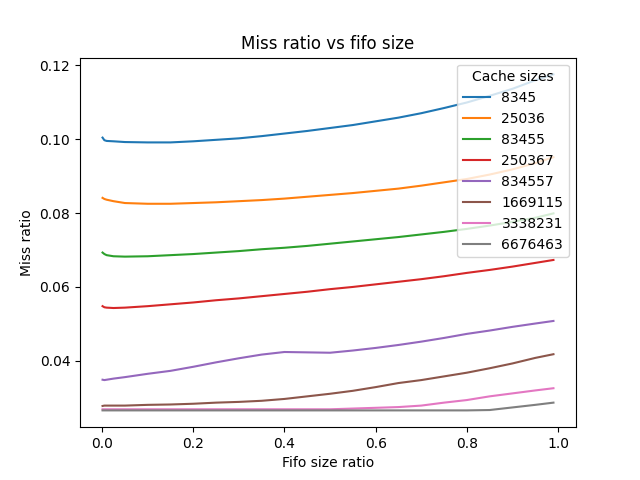 Miss ratio vs fifo size
Cache sizes
8345
25036
83455
250367
834557
1669115
3338231
6676463
Miss ratio
0.12
0.10
0.08
0.06
0.04
0.0 0.2 0.4 0.6 0.8 1.0
Fifo size ratio